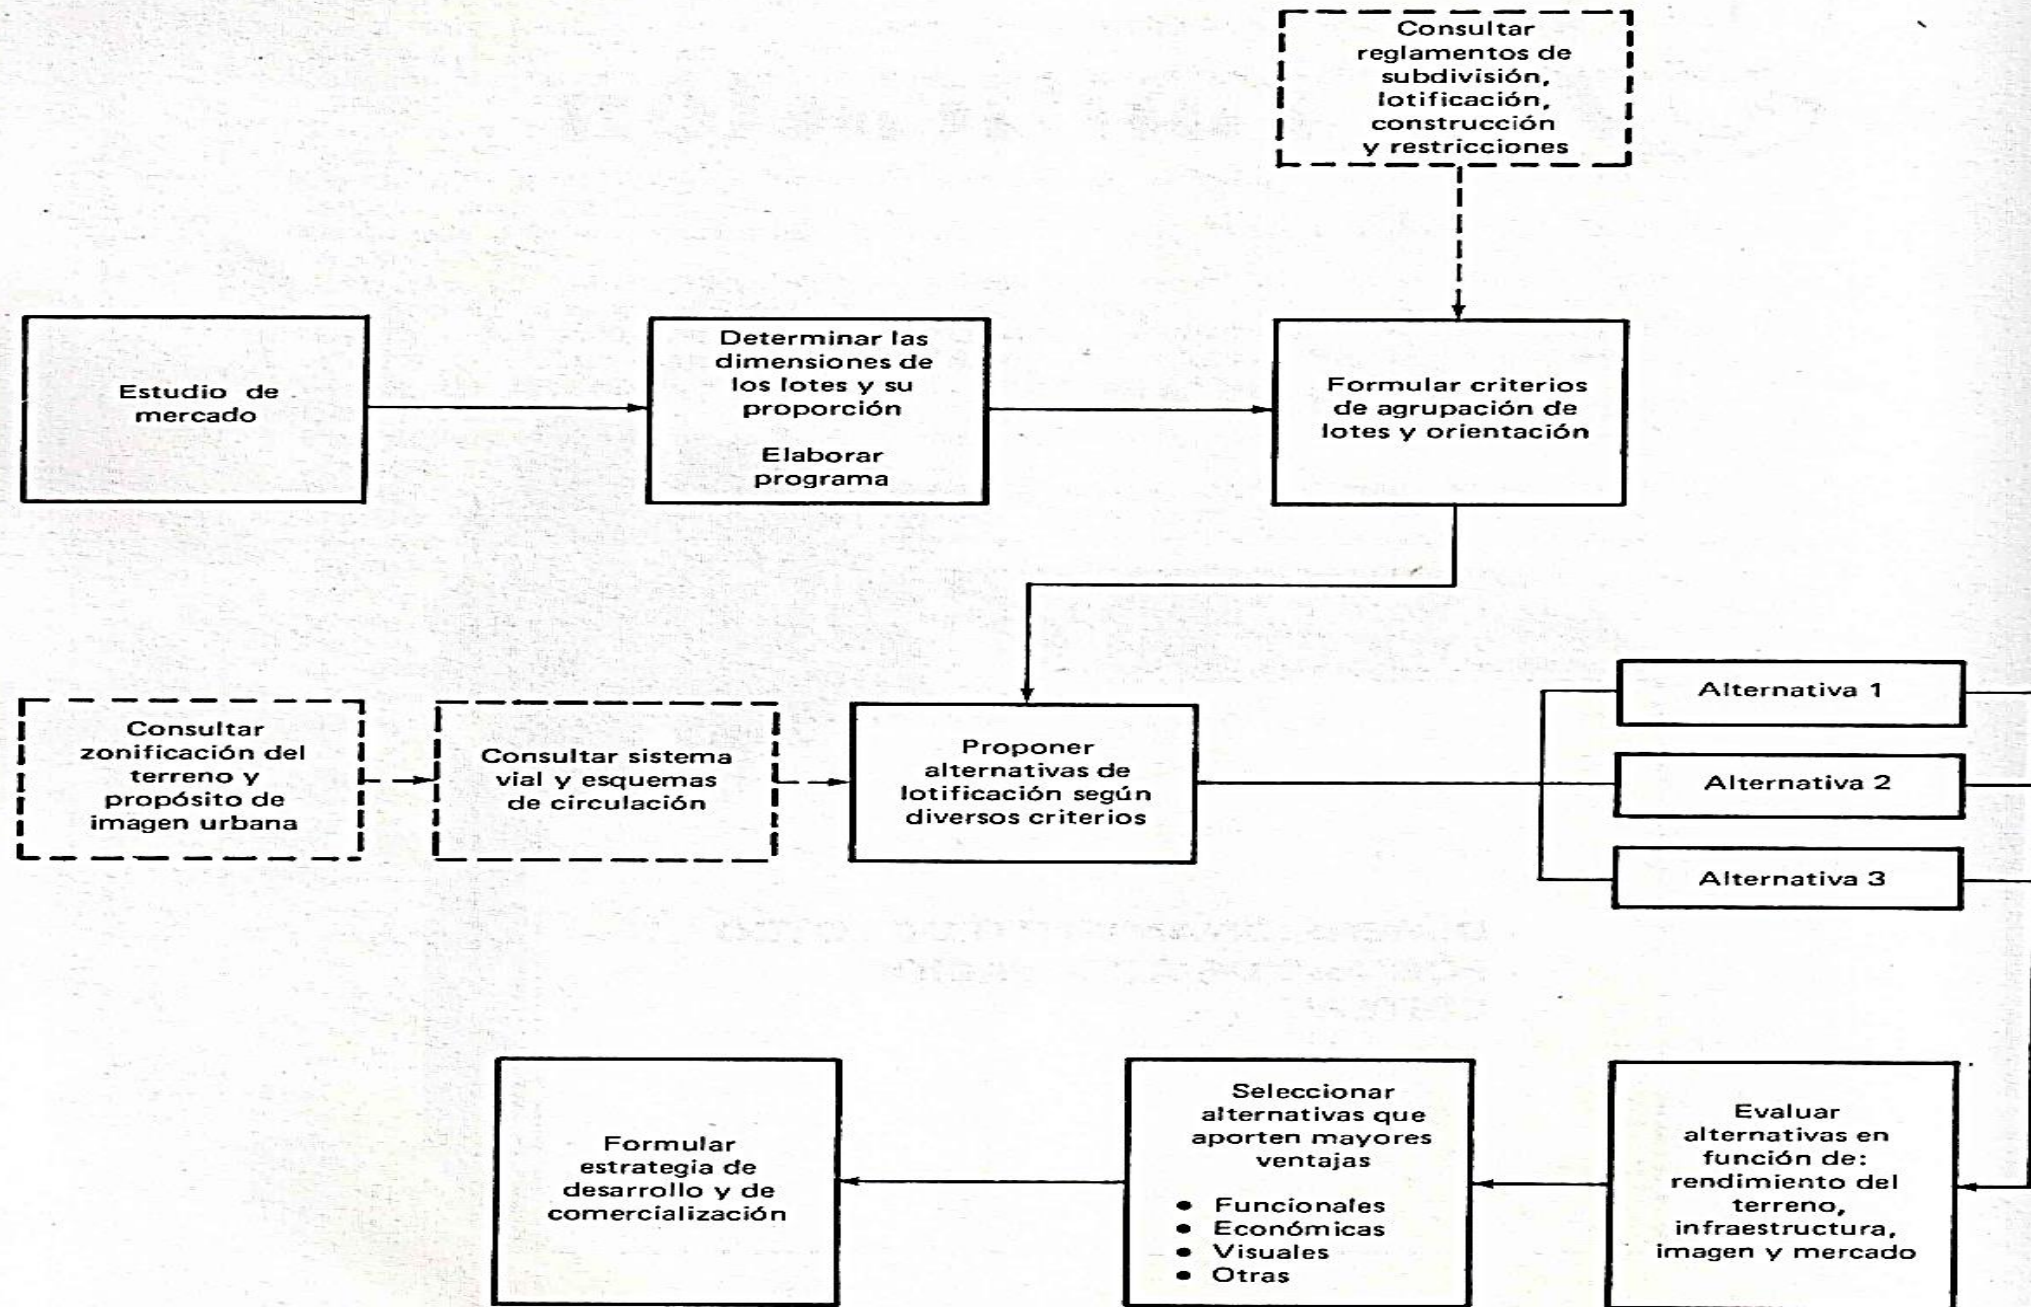 Consultar
reglamentos de
subdivisión,
lotificación,
construcción
y restricciones
Estudio de
mercado
Determinar las
dimensiones de
los lotes y su
proporción
Elaborar
programa
Formular criterios
de agrupación de
lotes y orientación
Consultar
zonificación del
terreno y
propósito de
imagen urbana
Consultar sistema
vial y esquemas
de circulación
Proponer
alternativas de
lotificación según
diversos criterios
Alternativa 1
Alternativa 2
Alternativa 3
Formular
estrategia de
desarrollo y de
comercialización
Seleccionar
alternativas que
aporten mayores
ventajas
• Funcionales
• Económicas
• Visuales
• Otras
Evaluar
alternativas en
función de:
rendimiento del
terreno,
infraestructura,
imagen y mercado